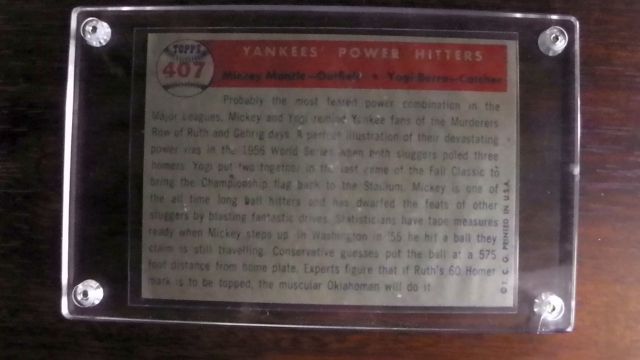 TOPPS
407
YANKEES' POWER HITTERS
Mickey Mantle—Outfield • Yogi Berra—Catcher
Probably the most feared power combination in the
Major Leagues, Mickey and Yogi remind Yankee fans of the Murderers
Row of Ruth and Gehrig days. A perfect illustration of their devastating
power was in the 1956 World Series when both sluggers poled three
homers. Yogi put two together in the last game of the Fall Classic to
bring the Championship flag back to the Stadium. Mickey is one of
the all time long ball hitters and has dwarfed the feats of other
sluggers by blasting fantastic drives. Statisticians have tape measures
ready when Mickey steps up. In Washington in '56 he hit a ball they
claim is still travelling. Conservative guesses put the ball at a 575
foot distance from home plate. Experts figure that if Ruth's 60 Homer
mark is to be topped, the muscular Oklahoman will do it.
© T. C. G. PRINTED IN U.S.A.